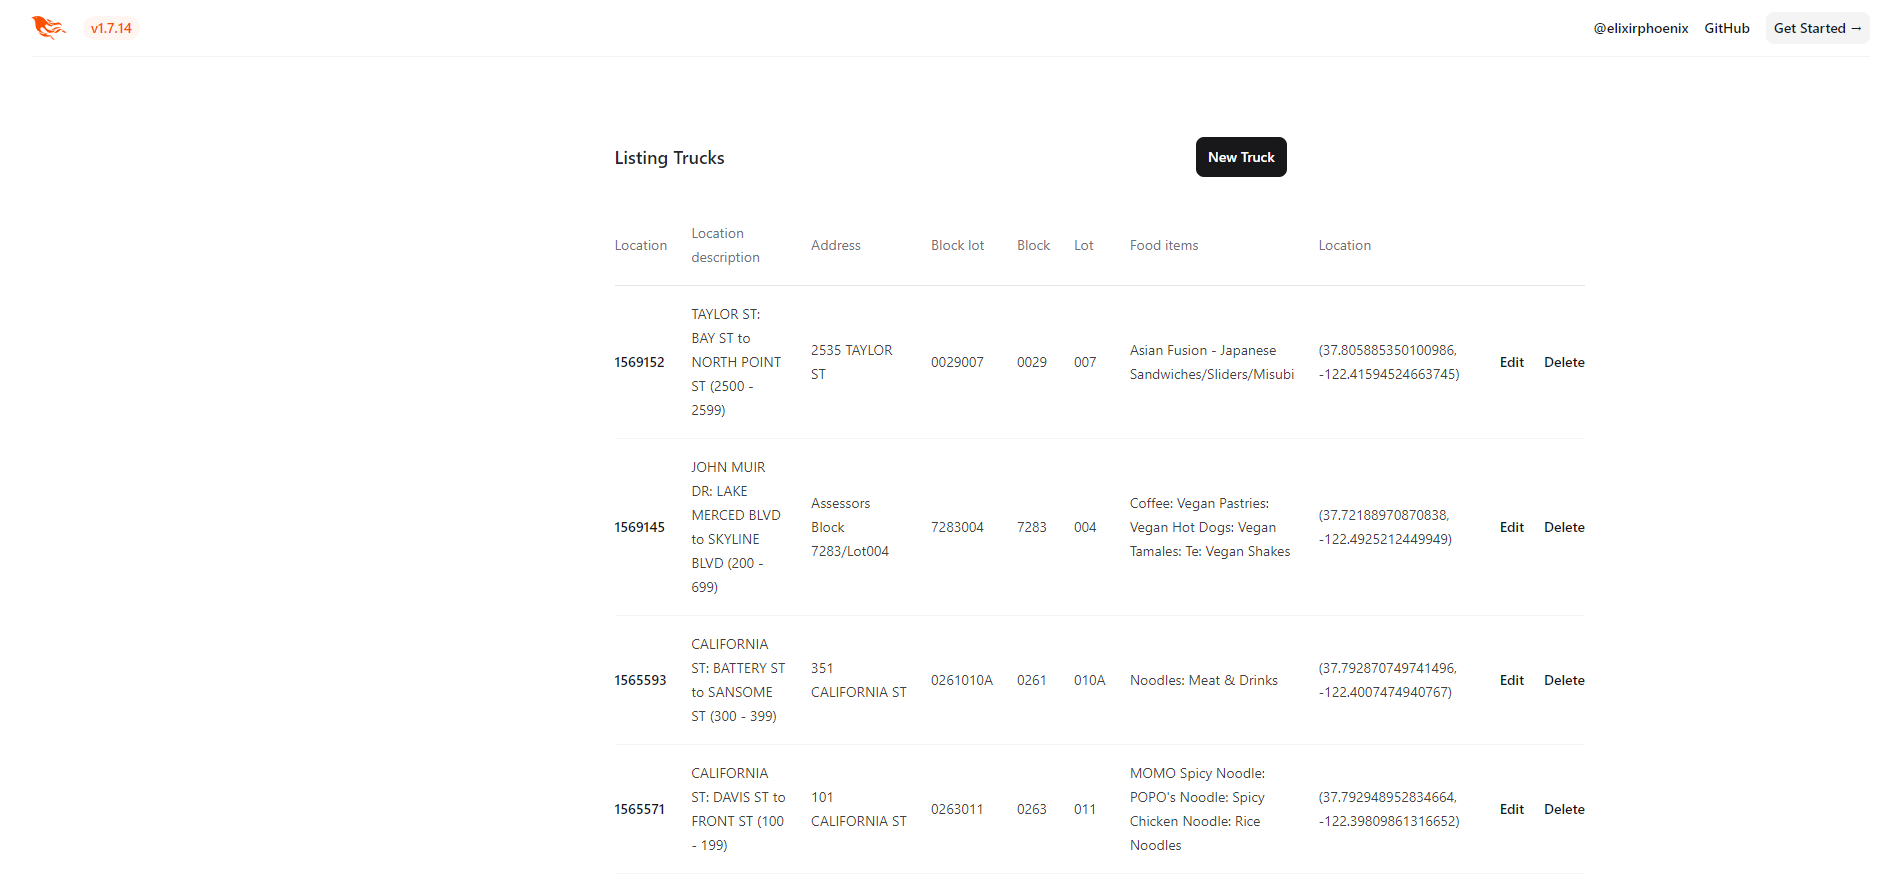 v1.7.14
@elixirphoenix GitHub Get Started →
Listing Trucks
New Truck
Location
Location
description
Address
Block lot
Block
Lot
Food items
Location
1569152
TAYLOR ST:
BAY ST to
NORTH POINT
ST (2500 -
2599)
2535 TAYLOR
ST
0029007
0029
007
Asian Fusion - Japanese
Sandwiches/Sliders/Misubi
(37.805885350100986,
-122.41594524663745)
Edit
Delete
1569145
JOHN MUIR
DR: LAKE
MERCED BLVD
to SKYLINE
BLVD (200 -
699)
Assessors
Block
7283/Lot004
7283004
7283
004
Coffee: Vegan Pastries:
Vegan Hot Dogs: Vegan
Tamales: Te: Vegan Shakes
(37.72188970870838,
-122.4925212449949)
Edit
Delete
1565593
CALIFORNIA
ST: BATTERY ST
to SANSOME
ST (300 - 399)
351
CALIFORNIA ST
0261010A
0261
010A
Noodles: Meat & Drinks
(37.792870749741496,
-122.4007474940767)
Edit
Delete
1565571
CALIFORNIA
ST: DAVIS ST to
FRONT ST (100
- 199)
101
CALIFORNIA ST
0263011
0263
011
MOMO Spicy Noodle:
POPO's Noodle: Spicy
Chicken Noodle: Rice
Noodles
(37.792948952834664,
-122.39809861316652)
Edit
Delete